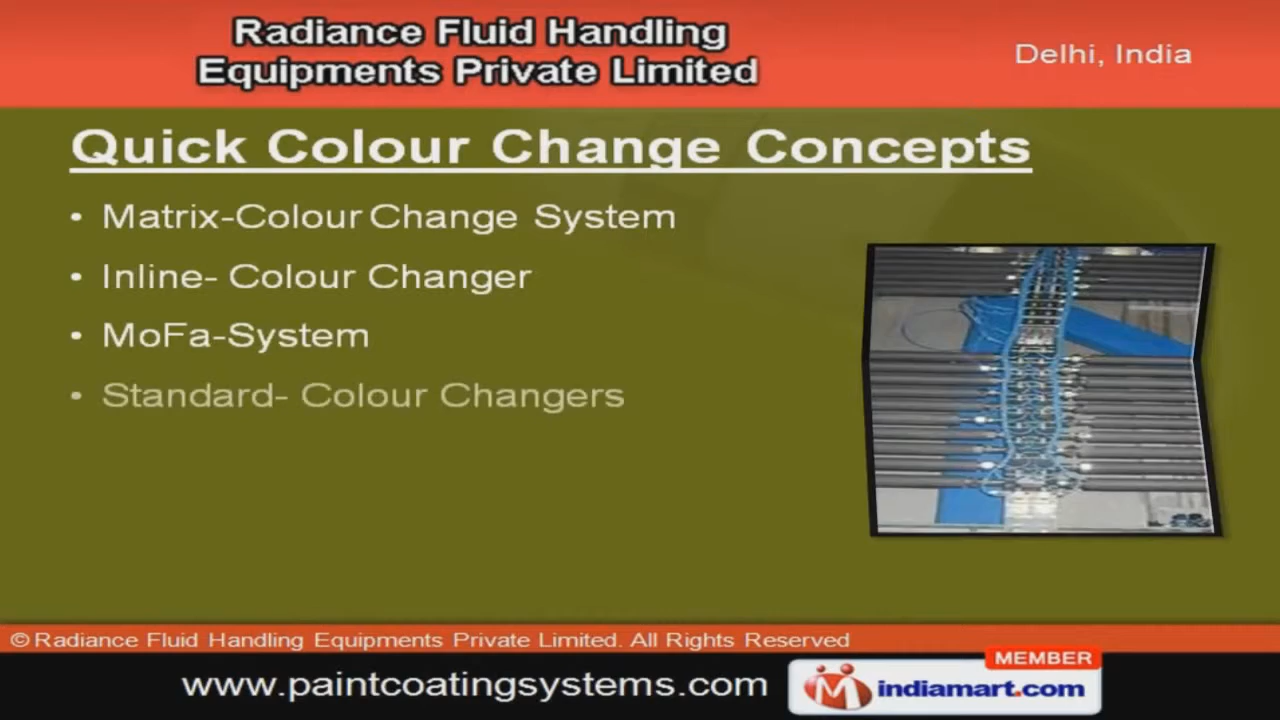 Radiance Fluid Handling
Equipments Private Limited
Delhi, India
Quick Colour Change Concepts
• Matrix-Colour Change System
• Inline- Colour Changer
• MoFa-System
• Standard- Colour Changers
© Radiance Fluid Handling Equipments Private Limited. All Rights Reserved
www.paintcoatingsystems.com
MEMBER
indiamart.com